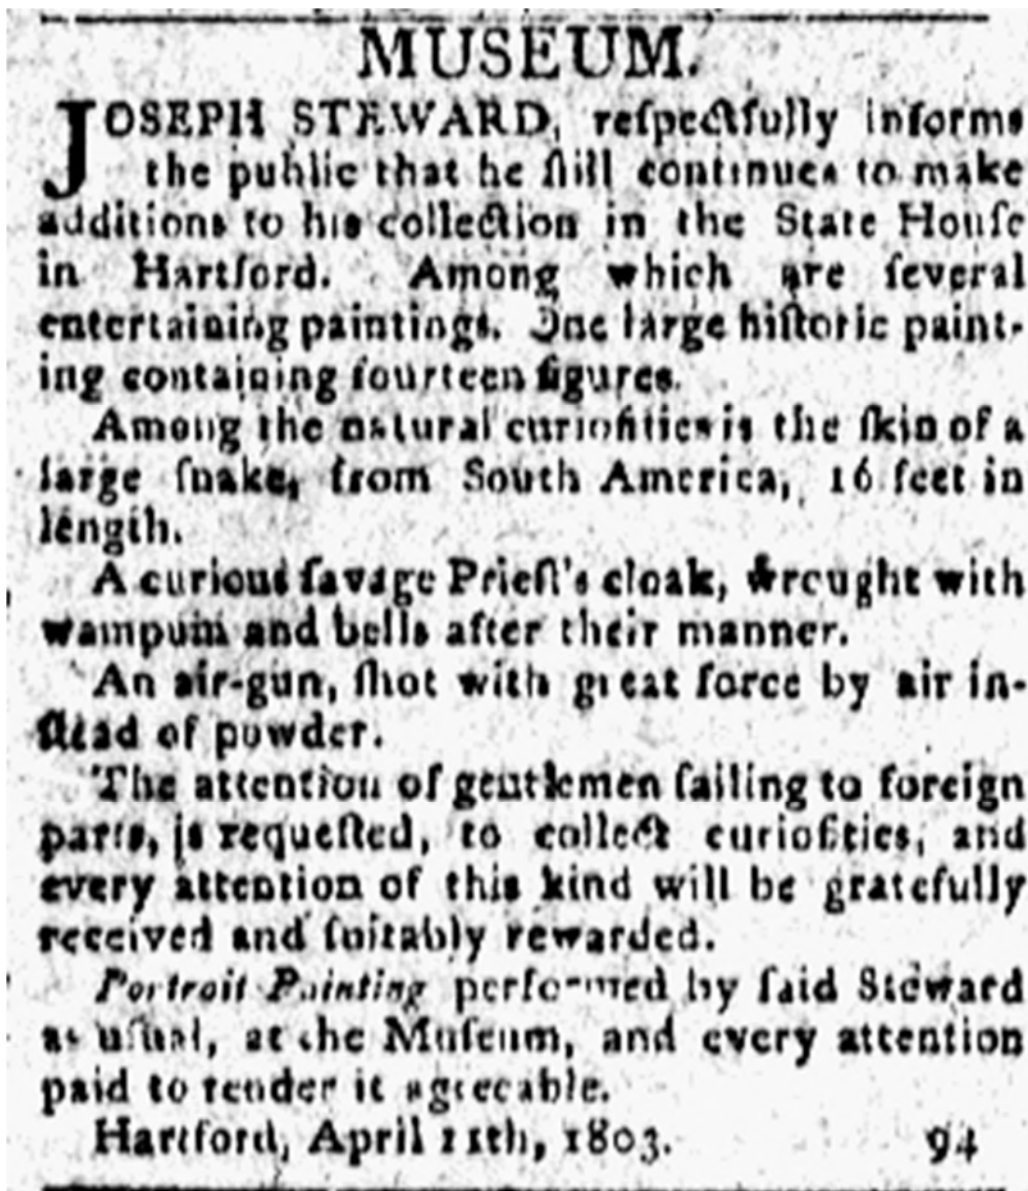 MUSEUM.
JOSEPH STEWARD, reſpectfully informs
the public that he ſtill continues to make
additions to his collection in the State Houſe
in Hartford. Among which are ſeveral
entertaining paintings. One large hiſtoric paint-
ing containing fourteen figures.
Among the natural curioſities is the ſkin of a
large ſnake, from South America, 16 feet in
length.
A curious ſavage Prieſt's cloak, wrought with
wampum and bells after their manner.
An air-gun, ſhot with great force by air in-
ſtead of powder.
The attention of gentlemen ſailing to foreign
parts, is requeſted, to collect curioſities, and
every attention of this kind will be gratefully
received and ſuitably rewarded.
Portrait Painting performed by ſaid Steward
as uſual, at the Muſeum, and every attention
paid to render it agreeable.
Hartford, April 11th, 1803. 94